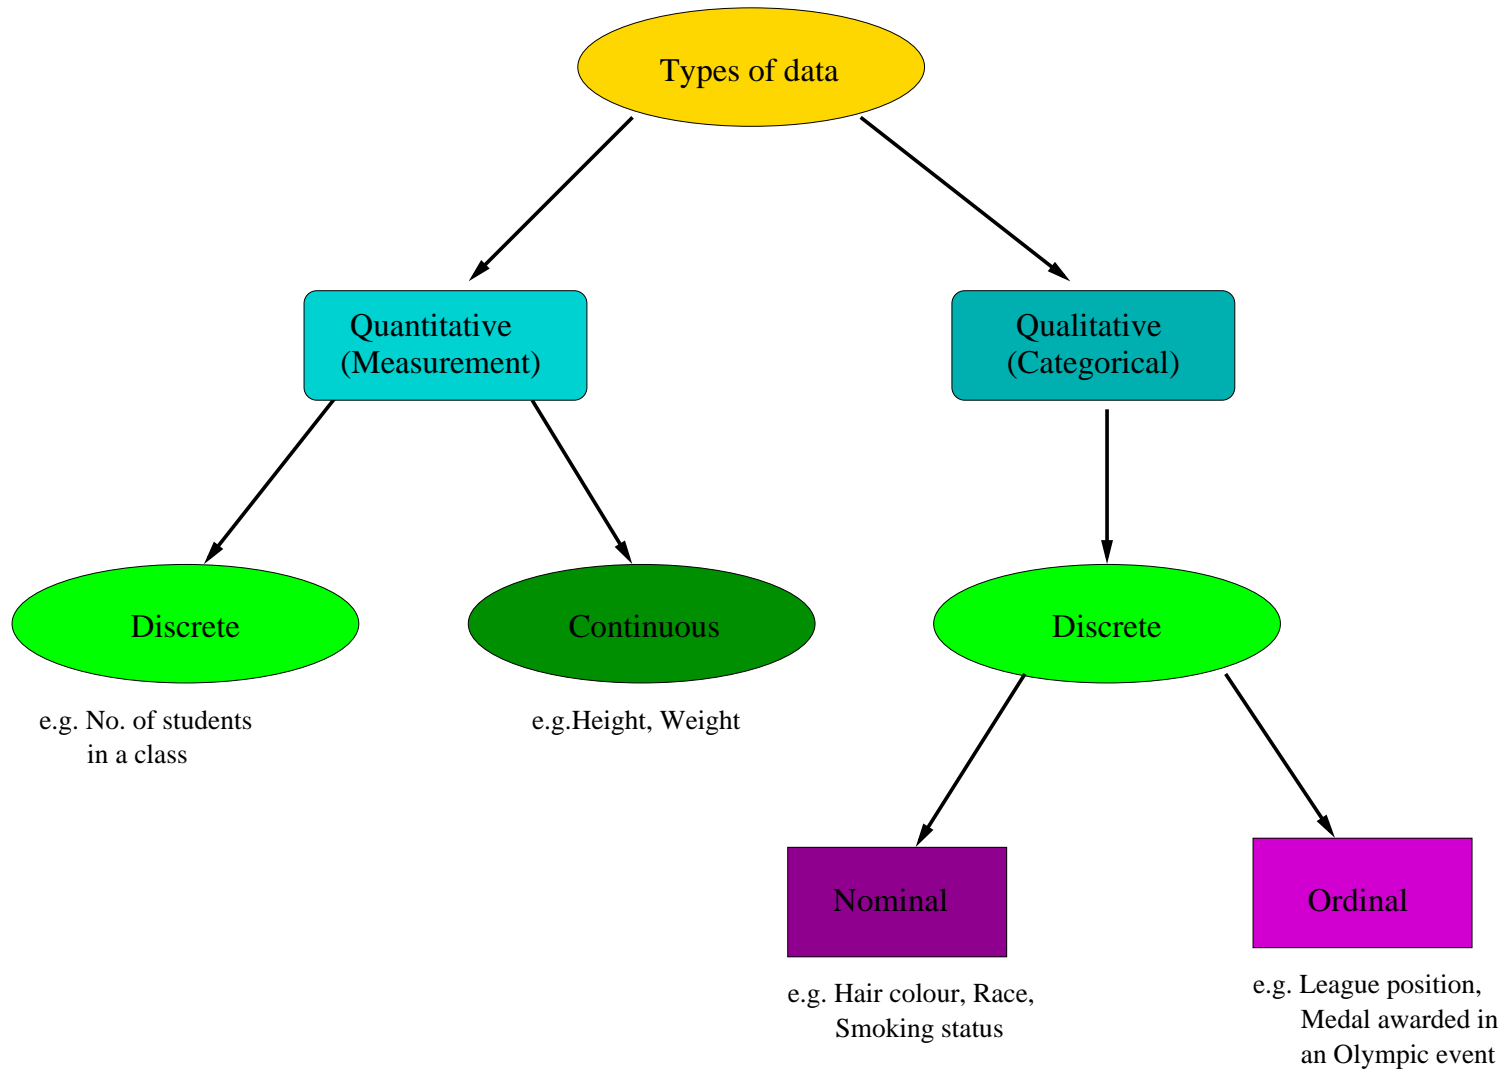 Types of data
Quantitative
(Measurement)
Qualitative
(Categorical)
Discrete
Continuous
Discrete
e.g. No. of students
in a class
e.g.Height, Weight
Nominal
Ordinal
e.g. Hair colour, Race,
Smoking status
e.g. League position,
Medal awarded in
an Olympic event